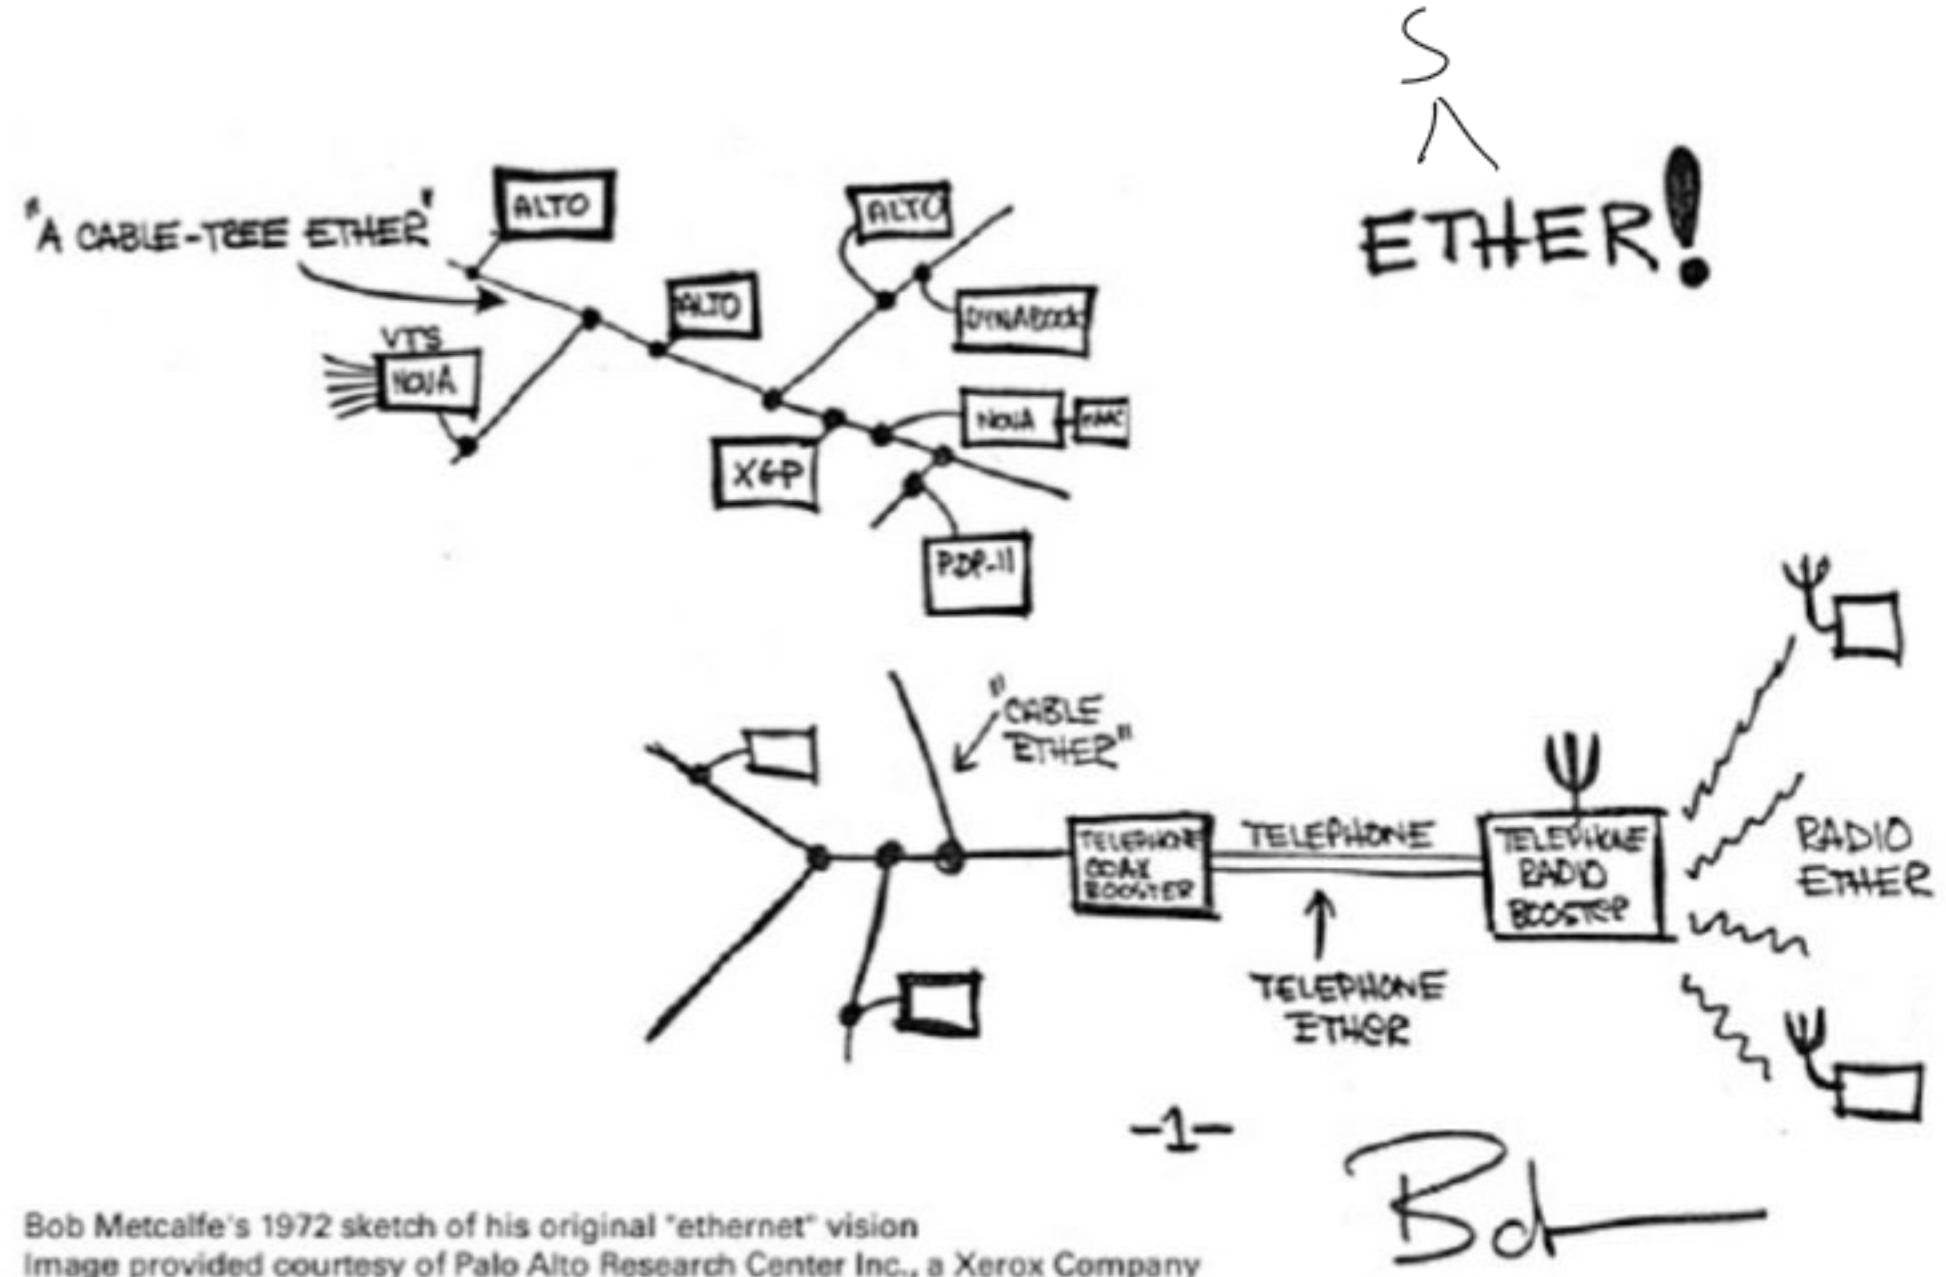 S
ETHER!
"A CABLE-TREE ETHER"
ALTO
ALTO
ALTO
DYNABOOK
VTS
NOVA
NOVA
XGP
PDP-11
"CABLE
ETHER"
TELEPHONE
COAX
BOOSTER
TELEPHONE
TELEPHONE
ETHER
TELEPHONE
RADIO
BOOSTER
RADIO
ETHER
-1-
Bob
Bob Metcalfe's 1972 sketch of his original "ethernet" vision
Image provided courtesy of Palo Alto Research Center Inc., a Xerox Company